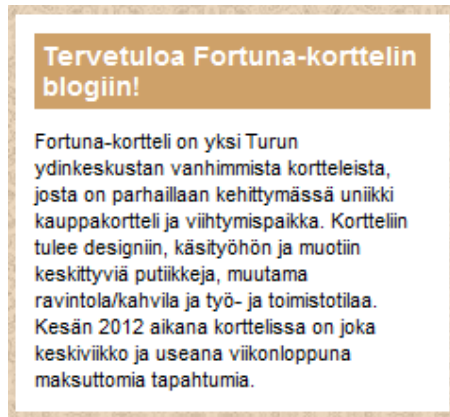 Tervetuloa Fortuna-korttelin
blogiin!
Fortuna-kortteli on yksi Turun
ydinkeskustan vanhimmista kortteleista,
josta on parhaillaan kehittymässä uniikki
kauppakortteli ja viihtymispaikka. Kortteliin
tulee designiin, käsityöhön ja muotiin
keskittyviä putiikkeja, muutama
ravintola/kahvila ja työ- ja toimistotilaa.
Kesän 2012 aikana korttelissa on joka
keskiviikko ja useana viikonloppuna
maksuttomia tapahtumia.